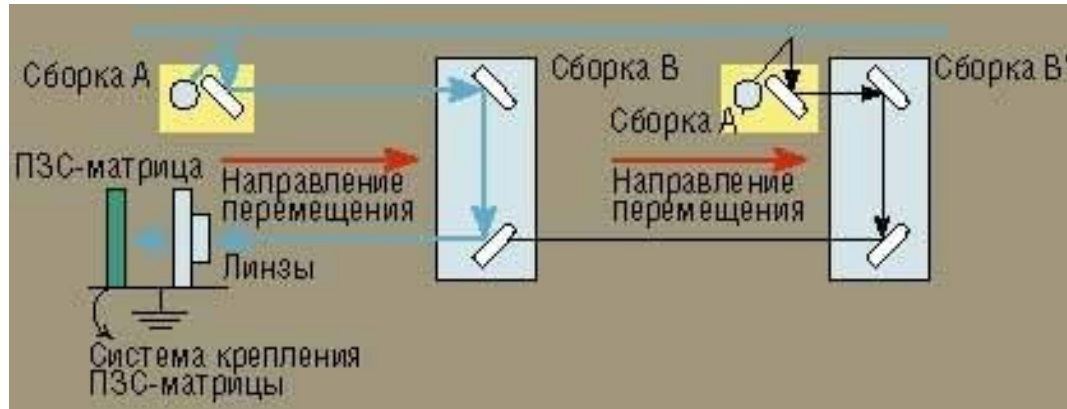 Сборка А
Сборка В
Сборка А'
Сборка В'
ПЗС-матрица
Направление
перемещения
Направление
перемещения
Линзы
Система крепления
ПЗС-матрицы